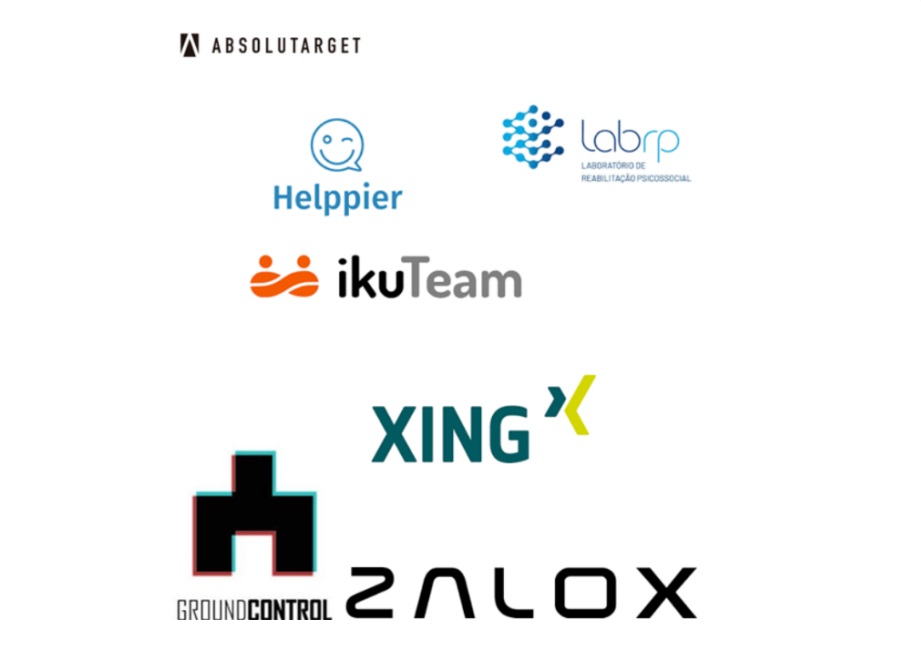 ABSOLUTARGET
Helppier
labrp
LABORATÓRIO DE
REABILITAÇÃO PSICOSSOCIAL
ikuTeam
XING
GROUNDCONTROL
ZALOX